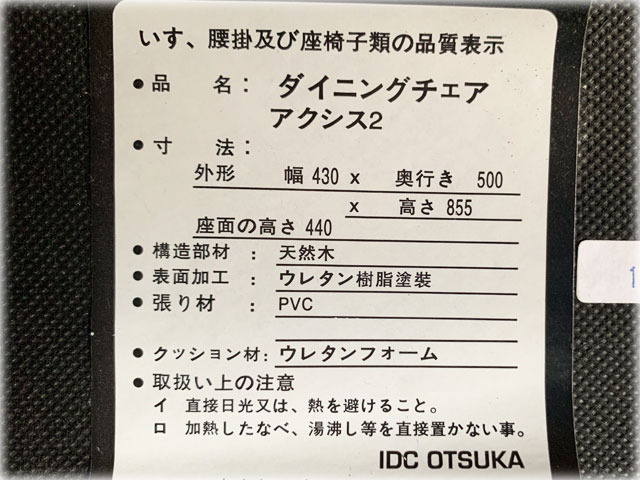 いす、腰掛及び座椅子類の品質表示
● 品　名： ダイニングチェア
アクシス2
● 寸　法：
外形　幅 430 x 奥行き 500
x 高さ 855
座面の高さ 440
● 構造部材 ： 天然木
● 表面加工 ： ウレタン樹脂塗装
● 張り材 ： PVC
● クッション材： ウレタンフォーム
● 取扱い上の注意
イ 直接日光又は、熱を避けること。
ロ 加熱したなべ、湯沸し等を直接置かない事。
IDC OTSUKA
1